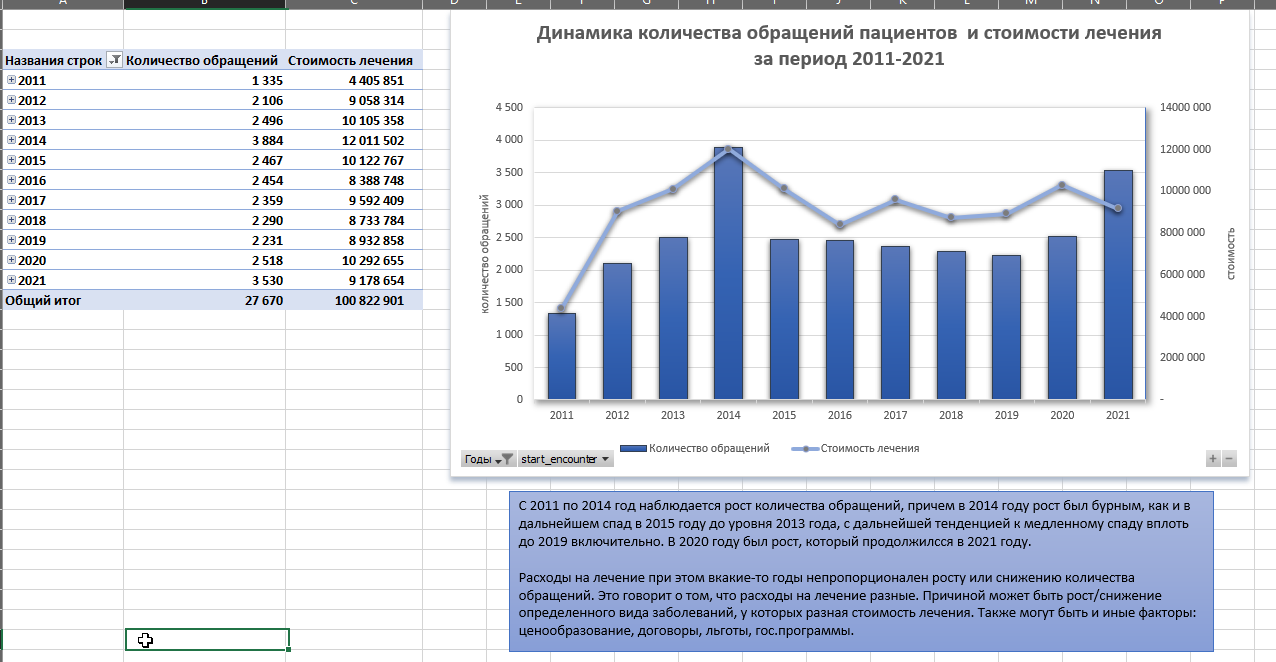 A B C D E F G H I J K L M N O P
Названия строк Количество обращений Стоимость лечения
2011 1 335 4 405 851
2012 2 106 9 058 314
2013 2 496 10 105 358
2014 3 884 12 011 502
2015 2 467 10 122 767
2016 2 454 8 388 748
2017 2 359 9 592 409
2018 2 290 8 733 784
2019 2 231 8 932 858
2020 2 518 10 292 655
2021 3 530 9 178 654
Общий итог 27 670 100 822 901
Динамика количества обращений пациентов и стоимости лечения
за период 2011-2021
количество обращений
4 500
4 000
3 500
3 000
2 500
2 000
1 500
1 000
500
0
14000 000
12000 000
10000 000
8000 000
6000 000
4000 000
2000 000
-
стоимость
2011 2012 2013 2014 2015 2016 2017 2018 2019 2020 2021
Количество обращений Стоимость лечения
Годы start_encounter
С 2011 по 2014 год наблюдается рост количества обращений, причем в 2014 году рост был бурным, как и в
дальнейшем спад в 2015 году до уровня 2013 года, с дальнейшей тенденцией к медленному спаду вплоть
до 2019 включительно. В 2020 году был рост, который продолжилсся в 2021 году.
Расходы на лечение при этом вкакие-то годы непропорционален росту или снижению количества
обращений. Это говорит о том, что расходы на лечение разные. Причиной может быть рост/снижение
определенного вида заболеваний, у которых разная стоимость лечения. Также могут быть и иные факторы:
ценообразование, договоры, льготы, гос.программы.